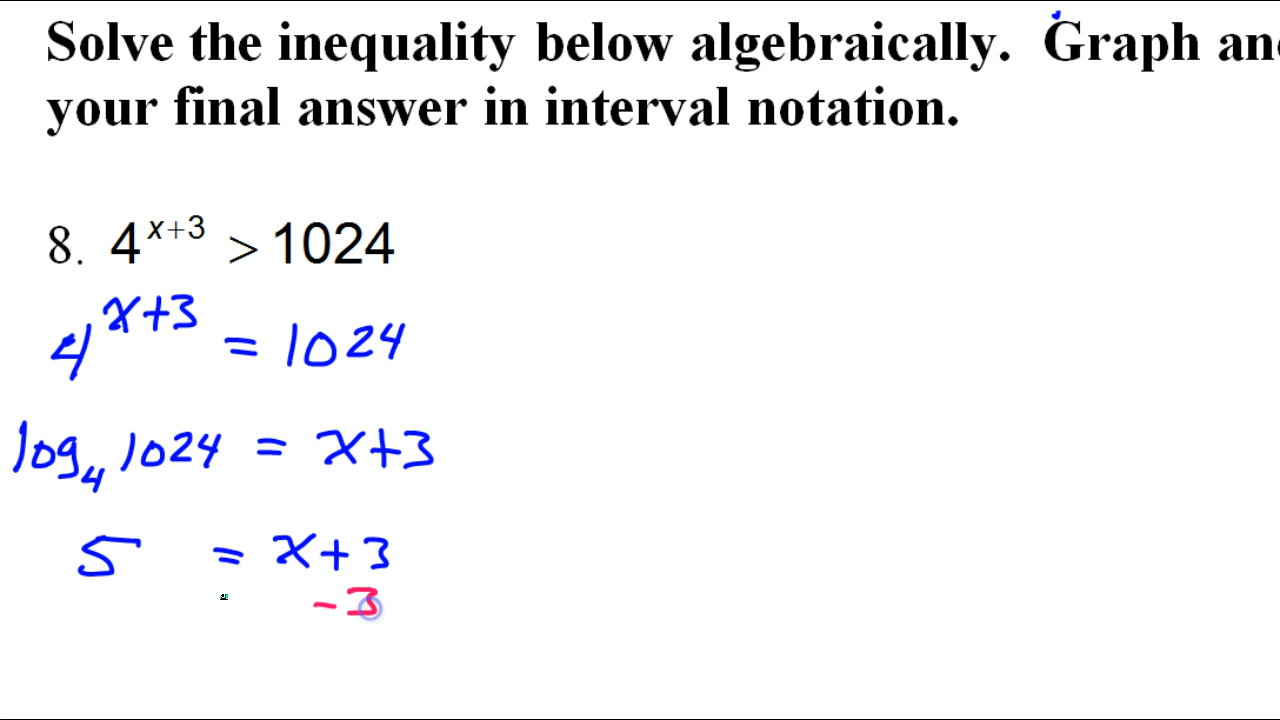 Solve the inequality below algebraically. Graph
your final answer in interval notation.
8. 4^{x+3} > 1024
4^{x+3} = 1024
log_4 1024 = x+3
5 = x+3
-3